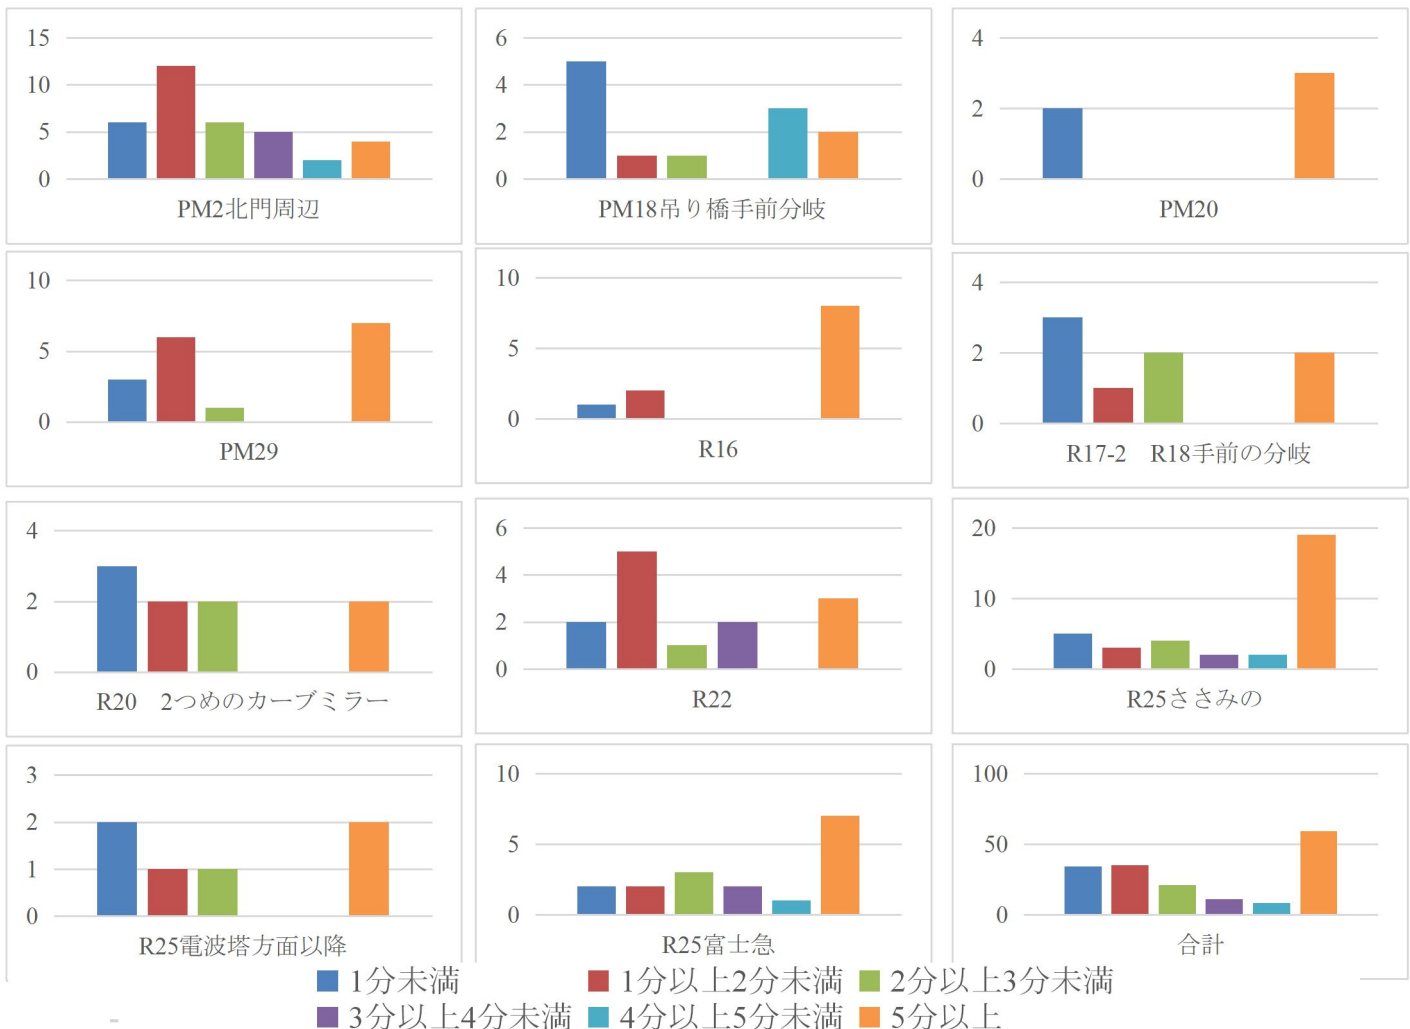 15
10
5
0
PM2北門周辺
6
4
2
0
PM18吊り橋手前分岐
4
2
0
PM20
10
5
0
PM29
10
5
0
R16
4
2
0
R17-2　R18手前の分岐
4
2
0
R20　2つめのカーブミラー
6
4
2
0
R22
20
10
0
R25ささみの
3
2
1
0
R25電波塔方面以降
10
5
0
R25富士急
100
50
0
合計
1分未満 1分以上2分未満 2分以上3分未満
3分以上4分未満 4分以上5分未満 5分以上